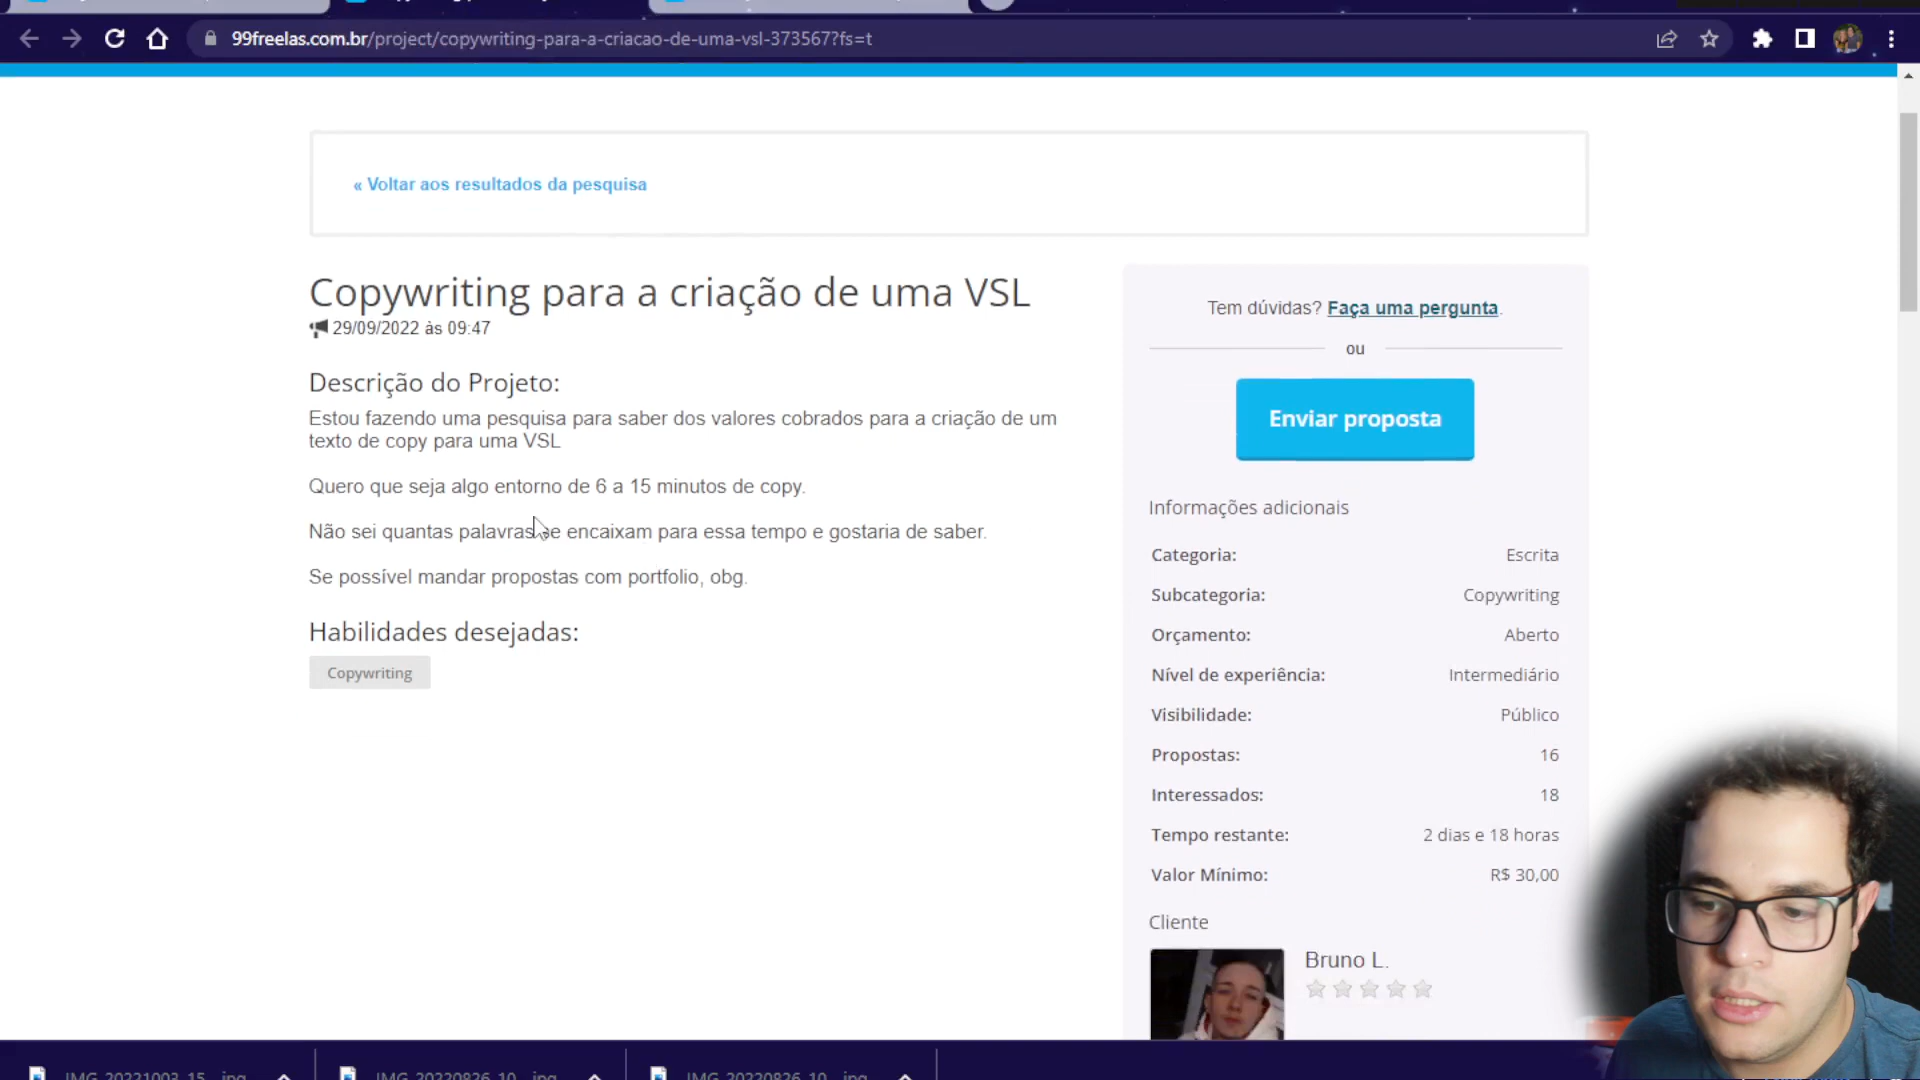 99freelas.com.br/project/copywriting-para-a-criacao-de-uma-vsl-373567?fs=t
« Voltar aos resultados da pesquisa
Copywriting para a criação de uma VSL
29/09/2022 às 09:47
Descrição do Projeto:
Estou fazendo uma pesquisa para saber dos valores cobrados para a criação de um
texto de copy para uma VSL
Quero que seja algo entorno de 6 a 15 minutos de copy.
Não sei quantas palavras se encaixam para essa tempo e gostaria de saber.
Se possível mandar propostas com portfolio, obg.
Habilidades desejadas:
Copywriting
Tem dúvidas? Faça uma pergunta.
ou
Enviar proposta
Informações adicionais
Categoria: Escrita
Subcategoria: Copywriting
Orçamento: Aberto
Nível de experiência: Intermediário
Visibilidade: Público
Propostas: 16
Interessados: 18
Tempo restante: 2 dias e 18 horas
Valor Mínimo: R$ 30,00
Cliente
Bruno L.
IMG_20221003_15....jpg
IMG_20220826_10....jpg
IMG_20220826_10....jpg